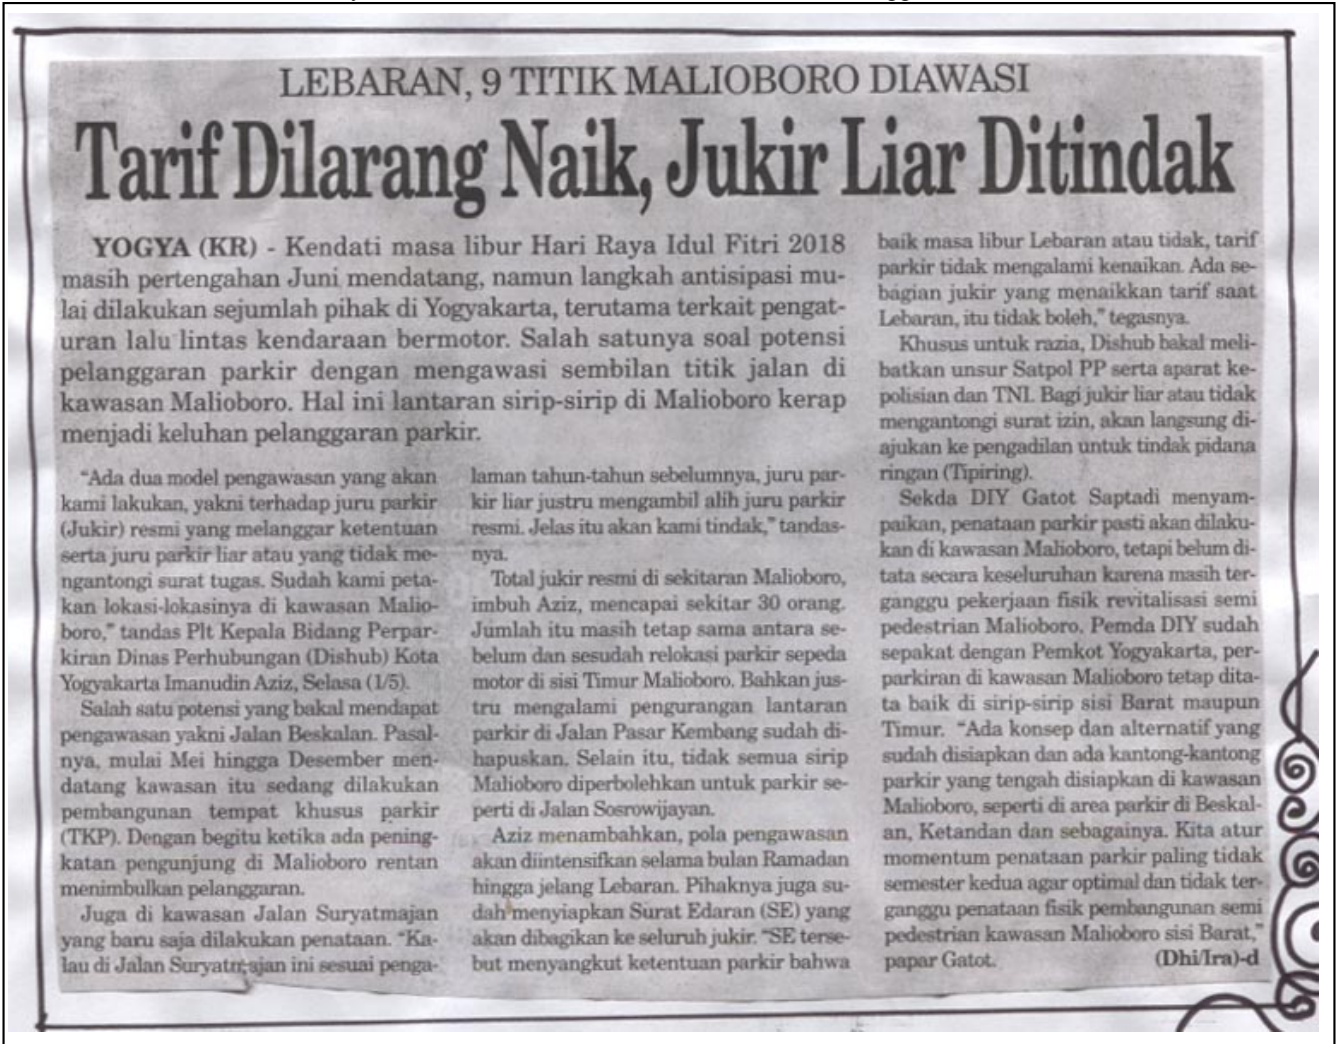 LEBARAN, 9 TITIK MALIOBORO DIAWASI
Tarif Dilarang Naik, Jukir Liar Ditindak
YOGYA (KR) - Kendati masa libur Hari Raya Idul Fitri 2018
masih pertengahan Juni mendatang, namun langkah antisipasi mu-
lai dilakukan sejumlah pihak di Yogyakarta, terutama terkait pengat-
uran lalu lintas kendaraan bermotor. Salah satunya soal potensi
pelanggaran parkir dengan mengawasi sembilan titik jalan di
kawasan Malioboro. Hal ini lantaran sirip-sirip di Malioboro kerap
menjadi keluhan pelanggaran parkir.
"Ada dua model pengawasan yang akan
kami lakukan, yakni terhadap juru parkir
(Jukir) resmi yang melanggar ketentuan
serta juru parkir liar atau yang tidak me-
ngantongi surat tugas. Sudah kami peta-
kan lokasi-lokasinya di kawasan Malio-
boro," tandas Plt Kepala Bidang Perpar-
kiran Dinas Perhubungan (Dishub) Kota
Yogyakarta Imanudin Aziz, Selasa (1/5).
Salah satu potensi yang bakal mendapat
pengawasan yakni Jalan Beskalan. Pasal-
nya, mulai Mei hingga Desember men-
datang kawasan itu sedang dilakukan
pembangunan tempat khusus parkir
(TKP). Dengan begitu ketika ada pening-
katan pengunjung di Malioboro rentan
menimbulkan pelanggaran.
Juga di kawasan Jalan Suryatmajan
yang baru saja dilakukan penataan. "Ka-
lau di Jalan Suryatmajan ini sesuai penga-
laman tahun-tahun sebelumnya, juru par-
kir liar justru mengambil alih juru parkir
resmi. Jelas itu akan kami tindak," tandas-
nya.
Total jukir resmi di sekitaran Malioboro,
imbuh Aziz, mencapai sekitar 30 orang.
Jumlah itu masih tetap sama antara se-
belum dan sesudah relokasi parkir sepeda
motor di sisi Timur Malioboro. Bahkan jus-
tru mengalami pengurangan lantaran
parkir di Jalan Pasar Kembang sudah di-
hapuskan. Selain itu, tidak semua sirip
Malioboro diperbolehkan untuk parkir se-
perti di Jalan Sosrowijayan.
Aziz menambahkan, pola pengawasan
akan diintensifkan selama bulan Ramadan
hingga jelang Lebaran. Pihaknya juga su-
dah menyiapkan Surat Edaran (SE) yang
akan dibagikan ke seluruh jukir. "SE terse-
but menyangkut ketentuan parkir bahwa
baik masa libur Lebaran atau tidak, tarif
parkir tidak mengalami kenaikan. Ada se-
bagian jukir yang menaikkan tarif saat
Lebaran, itu tidak boleh," tegasnya.
Khusus untuk razia, Dishub bakal meli-
batkan unsur Satpol PP serta aparat ke-
polisian dan TNI. Bagi jukir liar atau tidak
mengantongi surat izin, akan langsung di-
ajukan ke pengadilan untuk tindak pidana
ringan (Tipiring).
Sekda DIY Gatot Saptadi menyam-
paikan, penataan parkir pasti akan dilaku-
kan di kawasan Malioboro, tetapi belum di-
tata secara keseluruhan karena masih ter-
ganggu pekerjaan fisik revitalisasi semi
pedestrian Malioboro. Pemda DIY sudah
sepakat dengan Pemkot Yogyakarta, per-
parkiran di kawasan Malioboro tetap dita-
ta baik di sirip-sirip sisi Barat maupun
Timur. "Ada konsep dan alternatif yang
sudah disiapkan dan ada kantong-kantong
parkir yang tengah disiapkan di kawasan
Malioboro, seperti di area parkir di Beskal-
an, Ketandan dan sebagainya. Kita atur
momentum penataan parkir paling tidak
semester kedua agar optimal dan tidak ter-
ganggu penataan fisik pembangunan semi
pedestrian kawasan Malioboro sisi Barat,"
papar Gatot. (Dhi/Ira)-d